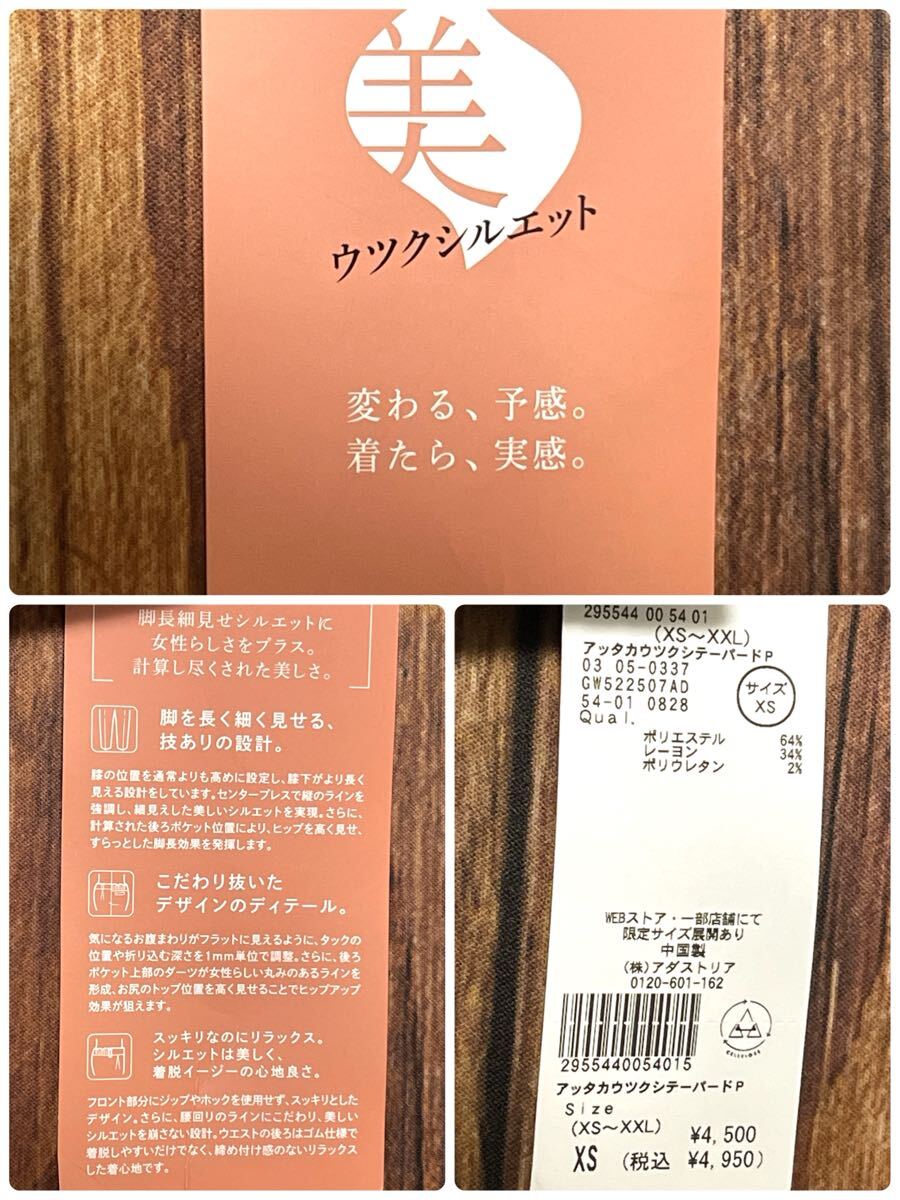 美
ウツクシルエット
変わる、予感。
着たら、実感。
脚長細見せシルエットに
女性らしさをプラス。
計算し尽くされた美しさ。
脚を長く細く見せる、
技ありの設計。
膝の位置を通常よりも高めに設定し、膝下がより長く
見える設計をしています。センタープレスで縦のラインを
強調し、細見えした美しいシルエットを実現。さらに、
計算された後ろポケット位置により、ヒップを高く見せ、
すらっとした脚長効果を発揮します。
こだわり抜いた
デザインのディテール。
気になるお腹まわりがフラットに見えるように、タックの
位置や折り込む深さを1mm単位で調整。さらに、後ろ
ポケット上部のダーツが女性らしい丸みのあるラインを
形成、お尻のトップ位置を高く見せることでヒップアップ
効果が狙えます。
スッキリなのにリラックス。
シルエットは美しく、
着脱イージーの心地良さ。
フロント部分にジップやホックを使用せず、スッキリとした
デザイン。さらに、腰回りのラインにこだわり、美しい
シルエットを崩さない設計。ウエストの後ろはゴム仕様で
着脱しやすいだけでなく、締め付け感のないリラックス
した着心地です。
295544 00 54 01
(XS〜XXL)
アッタカウツクシテーパードP
03 05-0337
GW522507AD
54-01 0828
Qual.
サイズ
XS
ポリエステル 64%
レーヨン 34%
ポリウレタン 2%
WEBストア・一部店舗にて
限定サイズ展開あり
中国製
(株)アダストリア
0120-601-162
CELLULOSE
2955440054015
アッタカウツクシテーパードP
Size
(XS〜XXL) ¥4,500
XS (税込 ¥4,950)